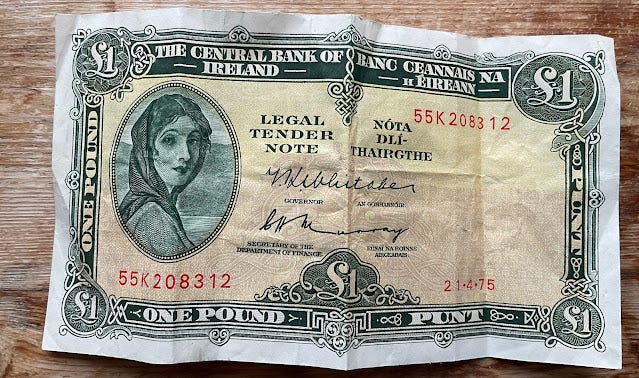 £1
THE CENTRAL BANK OF
IRELAND
BANC CEANNAIS NA
h ÉIREANN
£1
55K208312
LEGAL
TENDER
NOTE
NÓTA
DLÍ-
THAIRGTHE
GOVERNOR
AN GOBHARNÓIR
SECRETARY OF THE
DEPARTMENT OF FINANCE
RÚNAÍ NA ROINNE
AIRGEADAIS
ONE POUND
PUNT
55K208312
21·4·75
£1
£1
£1
ONE POUND
PUNT